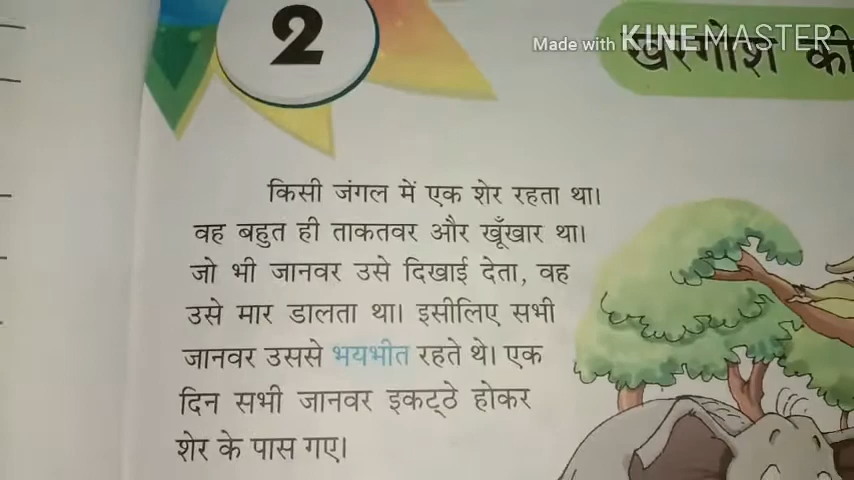 2
Made with KINEMASTER
खरगोश की
किसी जंगल में एक शेर रहता था।
वह बहुत ही ताकतवर और खूँखार था।
जो भी जानवर उसे दिखाई देता, वह
उसे मार डालता था। इसीलिए सभी
जानवर उससे भयभीत रहते थे। एक
दिन सभी जानवर इकट्ठे होकर
शेर के पास गए।